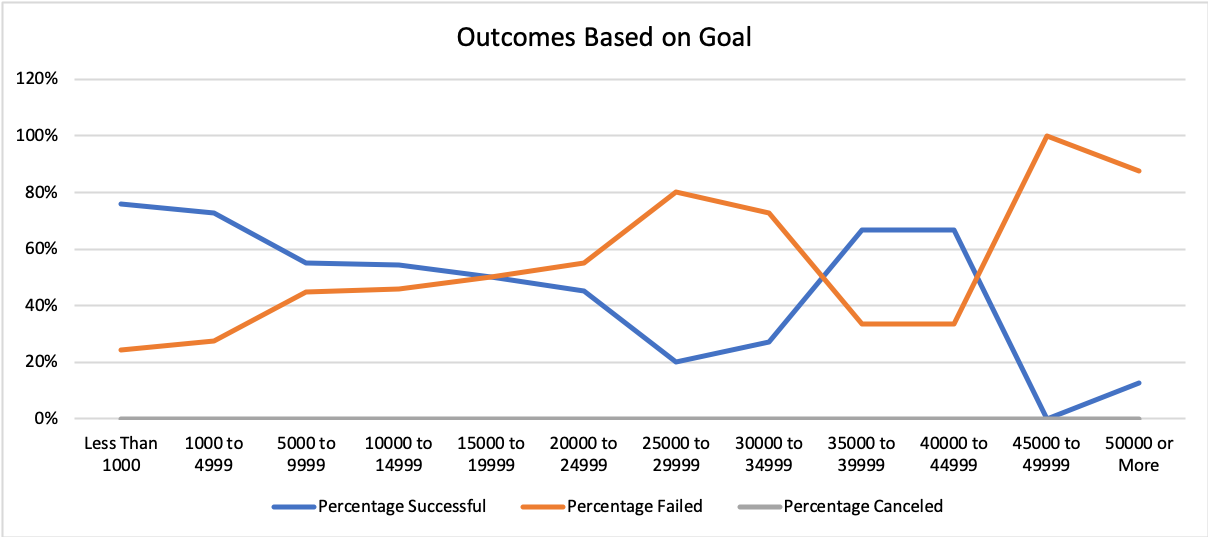 Outcomes Based on Goal
120%
100%
80%
60%
40%
20%
0%
Less Than
1000
1000 to
4999
5000 to
9999
10000 to
14999
15000 to
19999
20000 to
24999
25000 to
29999
30000 to
34999
35000 to
39999
40000 to
44999
45000 to
49999
50000 or
More
Percentage Successful
Percentage Failed
Percentage Canceled